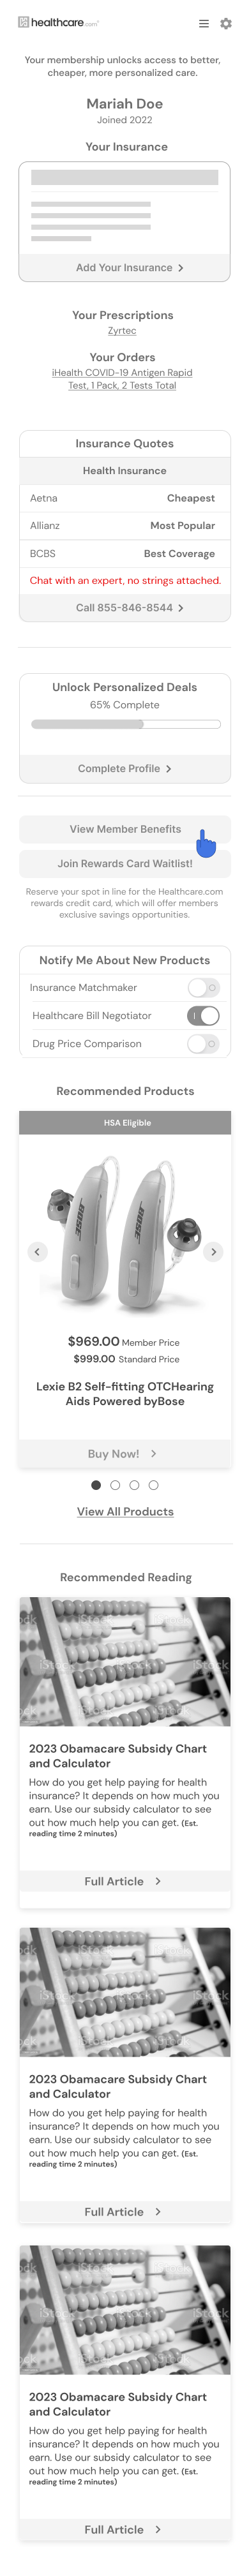 healthcare.com
Your membership unlocks access to better,
cheaper, more personalized care.
Mariah Doe
Joined 2022
Your Insurance
Add Your Insurance
Your Prescriptions
Zyrtec
Your Orders
iHealth COVID-19 Antigen Rapid
Test, 1 Pack, 2 Tests Total
Insurance Quotes
Health Insurance
Aetna Cheapest
Allianz Most Popular
BCBS Best Coverage
Chat with an expert, no strings attached.
Call 855-846-8544
Unlock Personalized Deals
65% Complete
Complete Profile
View Member Benefits
Join Rewards Card Waitlist!
Reserve your spot in line for the Healthcare.com
rewards credit card, which will offer members
exclusive savings opportunities.
Notify Me About New Products
Insurance Matchmaker
Healthcare Bill Negotiator
Drug Price Comparison
Recommended Products
HSA Eligible
BOSE
BOSE
$969.00 Member Price
$999.00 Standard Price
Lexie B2 Self-fitting OTCHearing
Aids Powered byBose
Buy Now!
View All Products
Recommended Reading
iStock
iStock
2023 Obamacare Subsidy Chart
and Calculator
How do you get help paying for health
insurance? It depends on how much you
earn. Use our subsidy calculator to see
out how much help you can get. (Est.
reading time 2 minutes)
Full Article
iStock
iStock
2023 Obamacare Subsidy Chart
and Calculator
How do you get help paying for health
insurance? It depends on how much you
earn. Use our subsidy calculator to see
out how much help you can get. (Est.
reading time 2 minutes)
Full Article
iStock
iStock
2023 Obamacare Subsidy Chart
and Calculator
How do you get help paying for health
insurance? It depends on how much you
earn. Use our subsidy calculator to see
out how much help you can get. (Est.
reading time 2 minutes)
Full Article